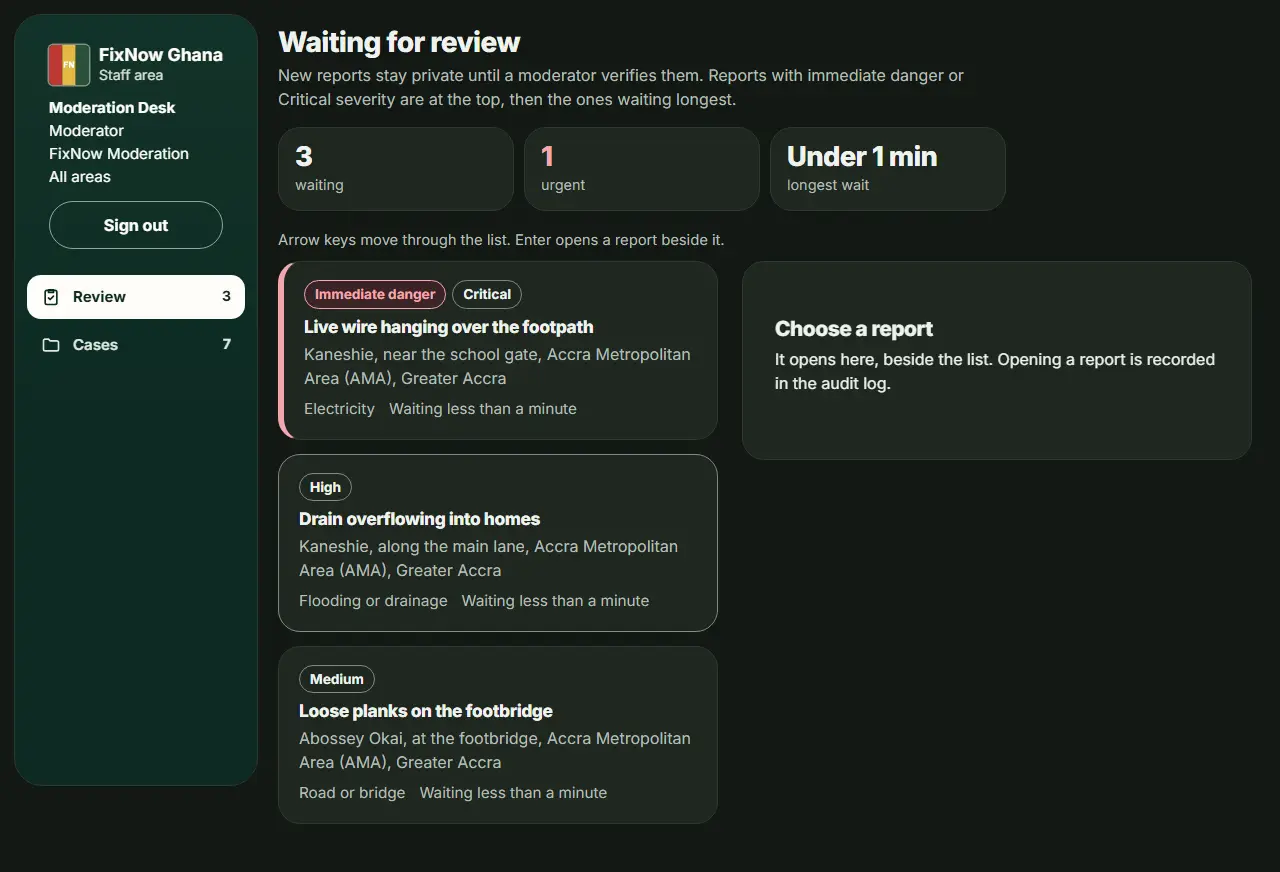 FN
FixNow Ghana
Staff area
Moderation Desk
Moderator
FixNow Moderation
All areas
Sign out
Review 3
Cases 7
Waiting for review
New reports stay private until a moderator verifies them. Reports with immediate danger or
Critical severity are at the top, then the ones waiting longest.
3
waiting
1
urgent
Under 1 min
longest wait
Arrow keys move through the list. Enter opens a report beside it.
Immediate danger Critical
Live wire hanging over the footpath
Kaneshie, near the school gate, Accra Metropolitan
Area (AMA), Greater Accra
Electricity Waiting less than a minute
High
Drain overflowing into homes
Kaneshie, along the main lane, Accra Metropolitan
Area (AMA), Greater Accra
Flooding or drainage Waiting less than a minute
Medium
Loose planks on the footbridge
Abossey Okai, at the footbridge, Accra Metropolitan
Area (AMA), Greater Accra
Road or bridge Waiting less than a minute
Choose a report
It opens here, beside the list. Opening a report is recorded
in the audit log.